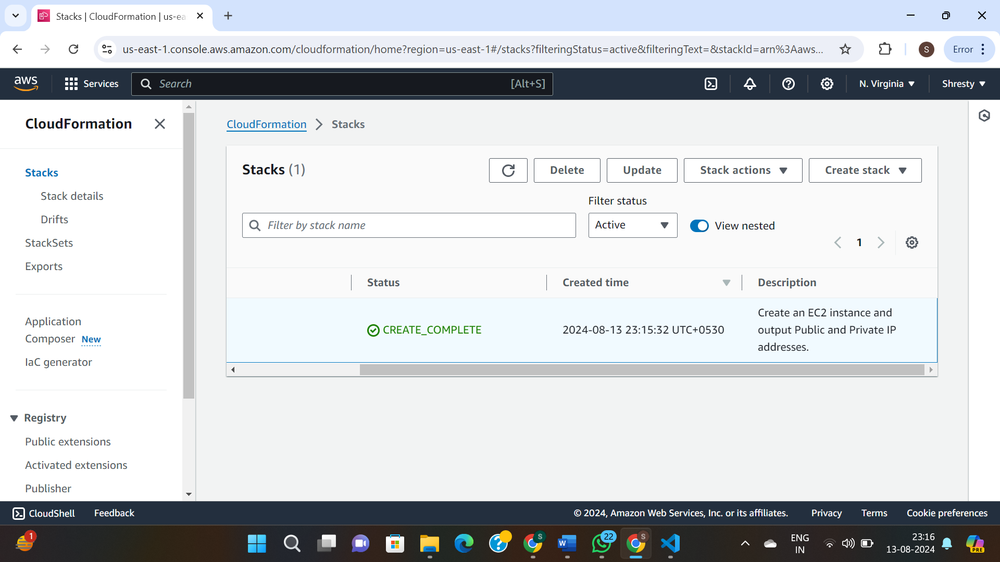 Stacks | CloudFormation | us-ea
us-east-1.console.aws.amazon.com/cloudformation/home?region=us-east-1#/stacks?filteringStatus=active&filteringText=&stackId=arn%3Aaws...
S
Error
aws
Services
Search
[Alt+S]
N. Virginia
Shresty
CloudFormation
Stacks
Stack details
Drifts
StackSets
Exports
Application
Composer New
IaC generator
Registry
Public extensions
Activated extensions
Publisher
CloudFormation
Stacks
Stacks (1)
Delete
Update
Stack actions
Create stack
Filter status
Filter by stack name
Active
View nested
1
Status
Created time
Description
CREATE_COMPLETE
2024-08-13 23:15:32 UTC+0530
Create an EC2 instance and
output Public and Private IP
addresses.
CloudShell
Feedback
© 2024, Amazon Web Services, Inc. or its affiliates.
Privacy
Terms
Cookie preferences
1
S
W
22
S
ENG
IN
23:16
13-08-2024
PRE